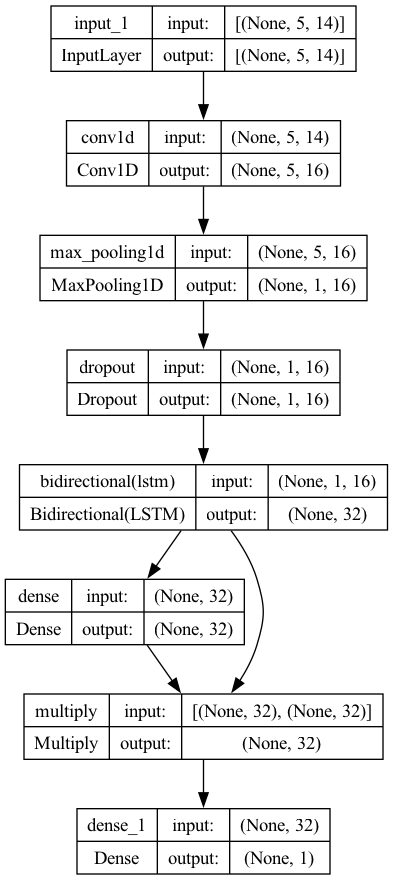 input_1 input: [(None, 5, 14)]
InputLayer output: [(None, 5, 14)]
conv1d input: (None, 5, 14)
Conv1D output: (None, 5, 16)
max_pooling1d input: (None, 5, 16)
MaxPooling1D output: (None, 1, 16)
dropout input: (None, 1, 16)
Dropout output: (None, 1, 16)
bidirectional(lstm) input: (None, 1, 16)
Bidirectional(LSTM) output: (None, 32)
dense input: (None, 32)
Dense output: (None, 32)
multiply input: [(None, 32), (None, 32)]
Multiply output: (None, 32)
dense_1 input: (None, 32)
Dense output: (None, 1)